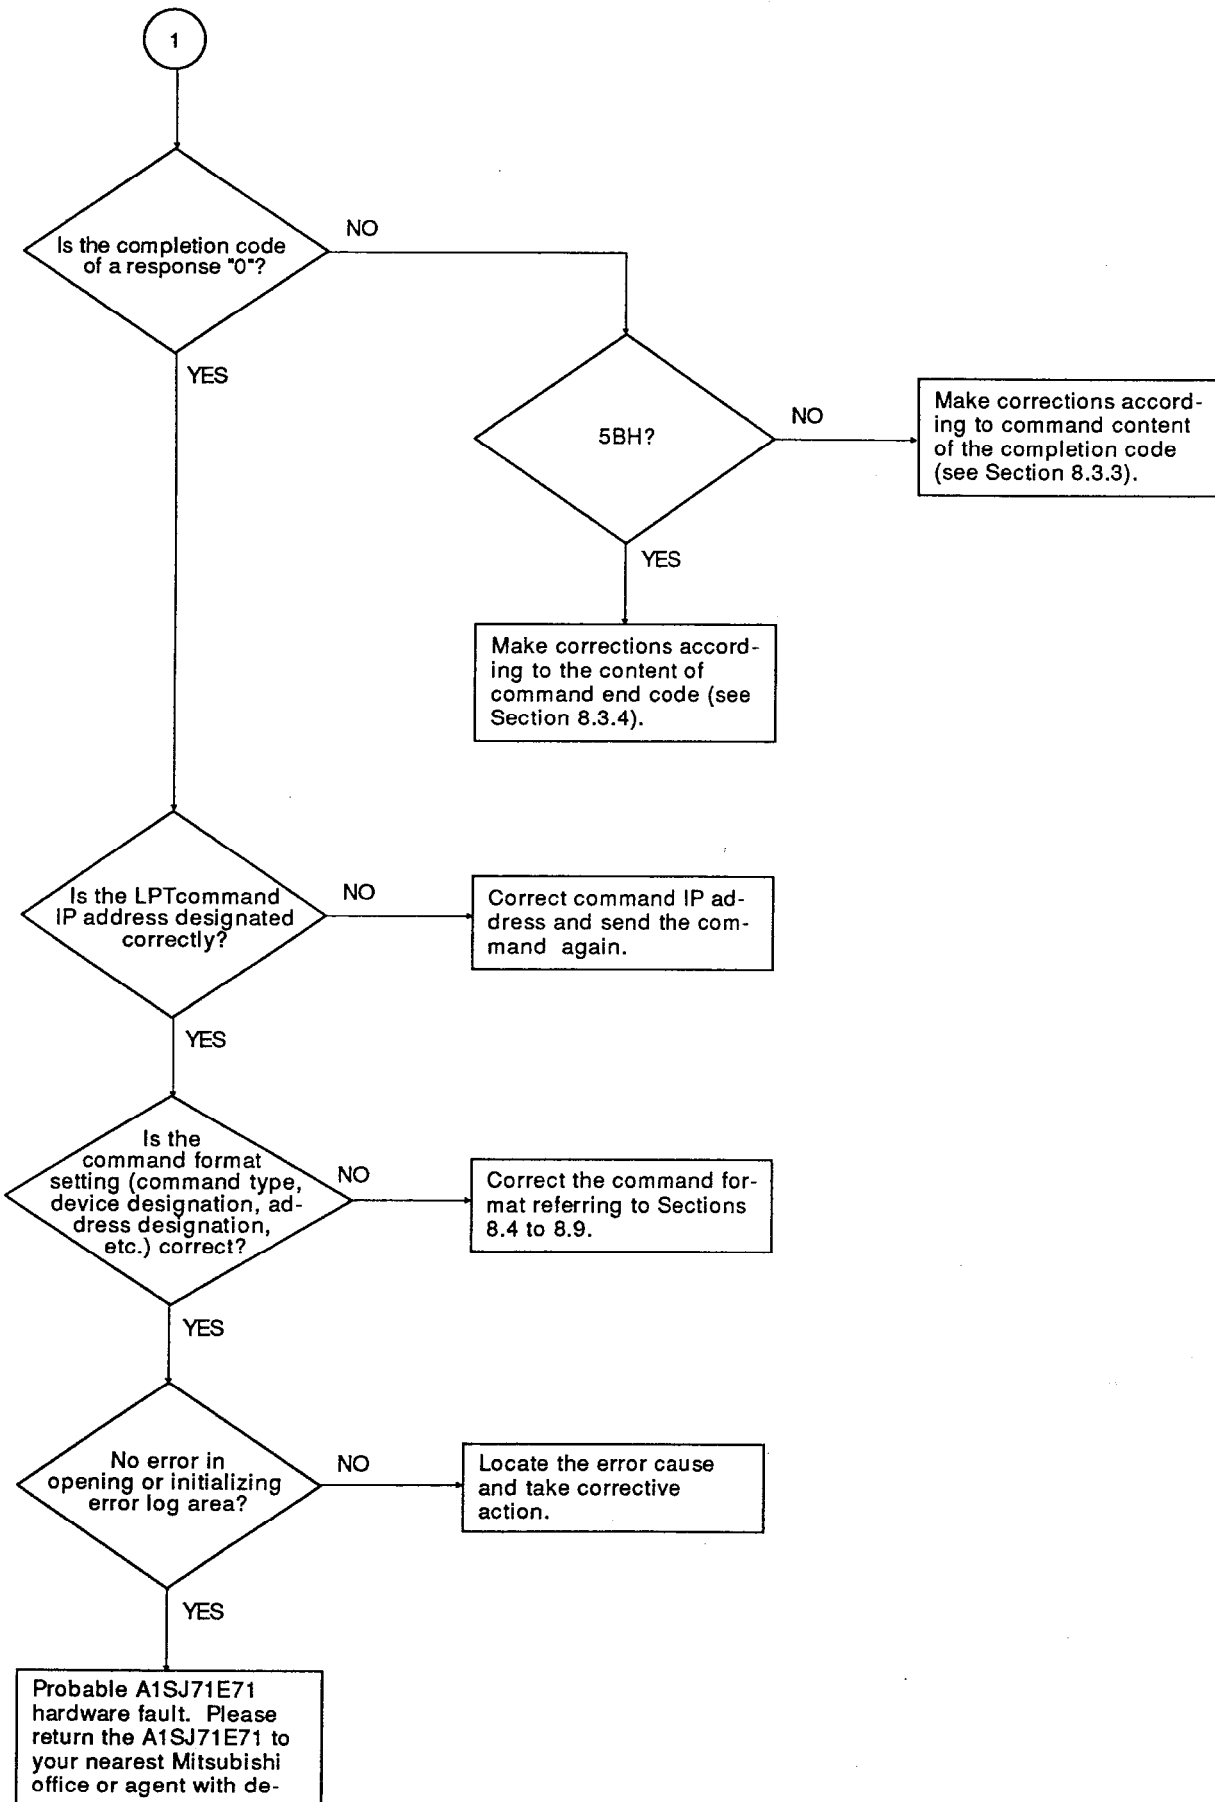 1
Is the completion code
of a response "0"?
NO
YES
5BH?
NO
Make corrections accord-
ing to command content
of the completion code
(see Section 8.3.3).
YES
Make corrections accord-
ing to the content of
command end code (see
Section 8.3.4).
Is the LPTcommand
IP address designated
correctly?
NO
Correct command IP ad-
dress and send the com-
mand again.
YES
Is the
command format
setting (command type,
device designation, ad-
dress designation,
etc.) correct?
NO
Correct the command for-
mat referring to Sections
8.4 to 8.9.
YES
No error in
opening or initializing
error log area?
NO
Locate the error cause
and take corrective
action.
YES
Probable A1SJ71E71
hardware fault. Please
return the A1SJ71E71 to
your nearest Mitsubishi
office or agent with de-